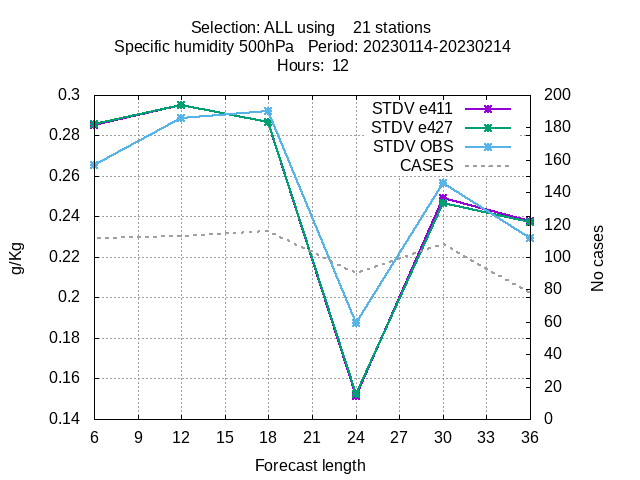 Selection: ALL using 21 stations
Specific humidity 500hPa Period: 20230114-20230214
Hours: 12
0.3
0.28
0.26
0.24
0.22
0.2
0.18
0.16
0.14
g/Kg
STDV e411
STDV e427
STDV OBS
CASES
200
180
160
140
120
100
80
60
40
20
0
No cases
6 9 12 15 18 21 24 27 30 33 36
Forecast length